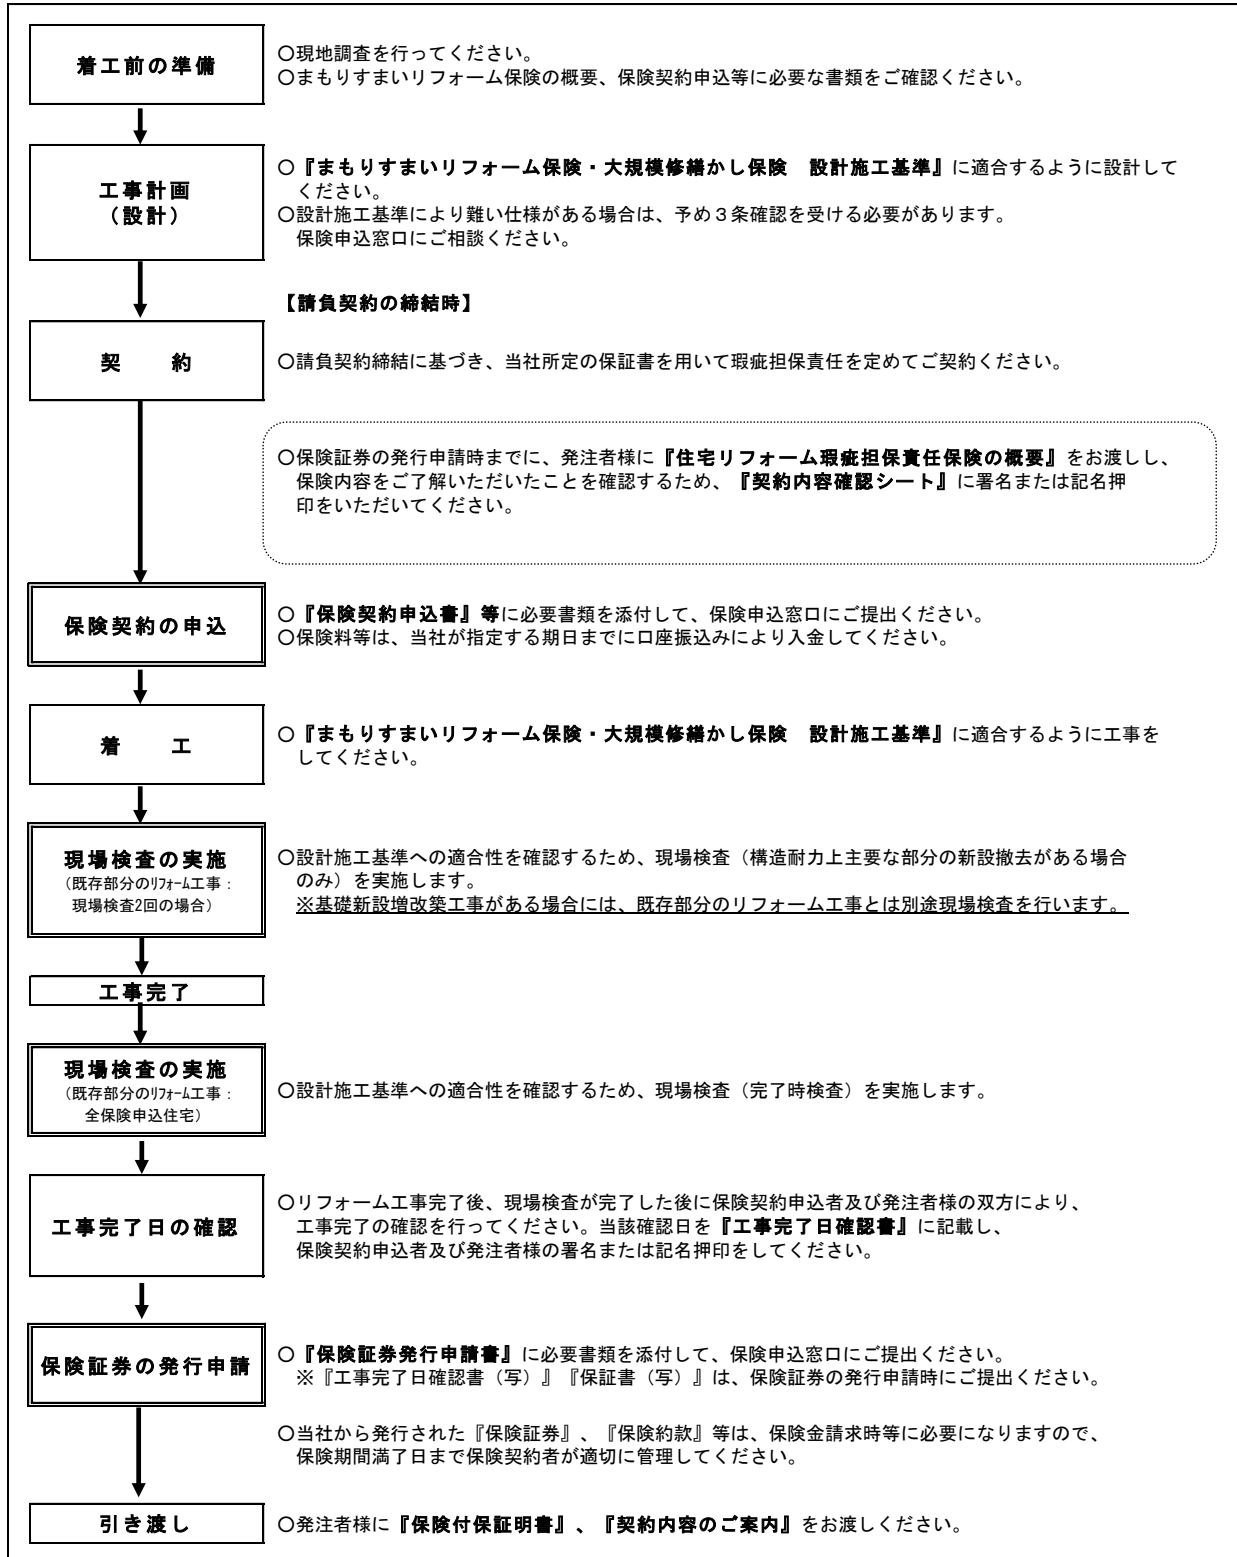 着工前の準備
〇現地調査を行ってください。
〇まもりすまいリフォーム保険の概要、保険契約申込等に必要な書類をご確認ください。
工事計画
（設計）
〇『まもりすまいリフォーム保険・大規模修繕かし保険　設計施工基準』に適合するように設計して
ください。
〇設計施工基準により難い仕様がある場合は、予め３条確認を受ける必要があります。
保険申込窓口にご相談ください。
【請負契約の締結時】
契　　約
〇請負契約締結に基づき、当社所定の保証書を用いて瑕疵担保責任を定めてご契約ください。
〇保険証券の発行申請時までに、発注者様に『住宅リフォーム瑕疵担保責任保険の概要』をお渡しし、
保険内容をご了解いただいたことを確認するため、『契約内容確認シート』に署名または記名押
印をいただいてください。
保険契約の申込
〇『保険契約申込書』等に必要書類を添付して、保険申込窓口にご提出ください。
〇保険料等は、当社が指定する期日までに口座振込みにより入金してください。
着　　工
〇『まもりすまいリフォーム保険・大規模修繕かし保険　設計施工基準』に適合するように工事を
してください。
現場検査の実施
（既存部分のﾘﾌｫｰﾑ工事：
現場検査2回の場合）
〇設計施工基準への適合性を確認するため、現場検査（構造耐力上主要な部分の新設撤去がある場合
のみ）を実施します。
※基礎新設増改築工事がある場合には、既存部分のリフォーム工事とは別途現場検査を行います。
工事完了
現場検査の実施
（既存部分のﾘﾌｫｰﾑ工事：
全保険申込住宅）
〇設計施工基準への適合性を確認するため、現場検査（完了時検査）を実施します。
工事完了日の確認
〇リフォーム工事完了後、現場検査が完了した後に保険契約申込者及び発注者様の双方により、
工事完了の確認を行ってください。当該確認日を『工事完了日確認書』に記載し、
保険契約申込者及び発注者様の署名または記名押印をしてください。
保険証券の発行申請
〇『保険証券発行申請書』に必要書類を添付して、保険申込窓口にご提出ください。
※『工事完了日確認書（写）』『保証書（写）』は、保険証券の発行申請時にご提出ください。
〇当社から発行された『保険証券』、『保険約款』等は、保険金請求時等に必要になりますので、
保険期間満了日まで保険契約者が適切に管理してください。
引き渡し
〇発注者様に『保険付保証明書』、『契約内容のご案内』をお渡しください。